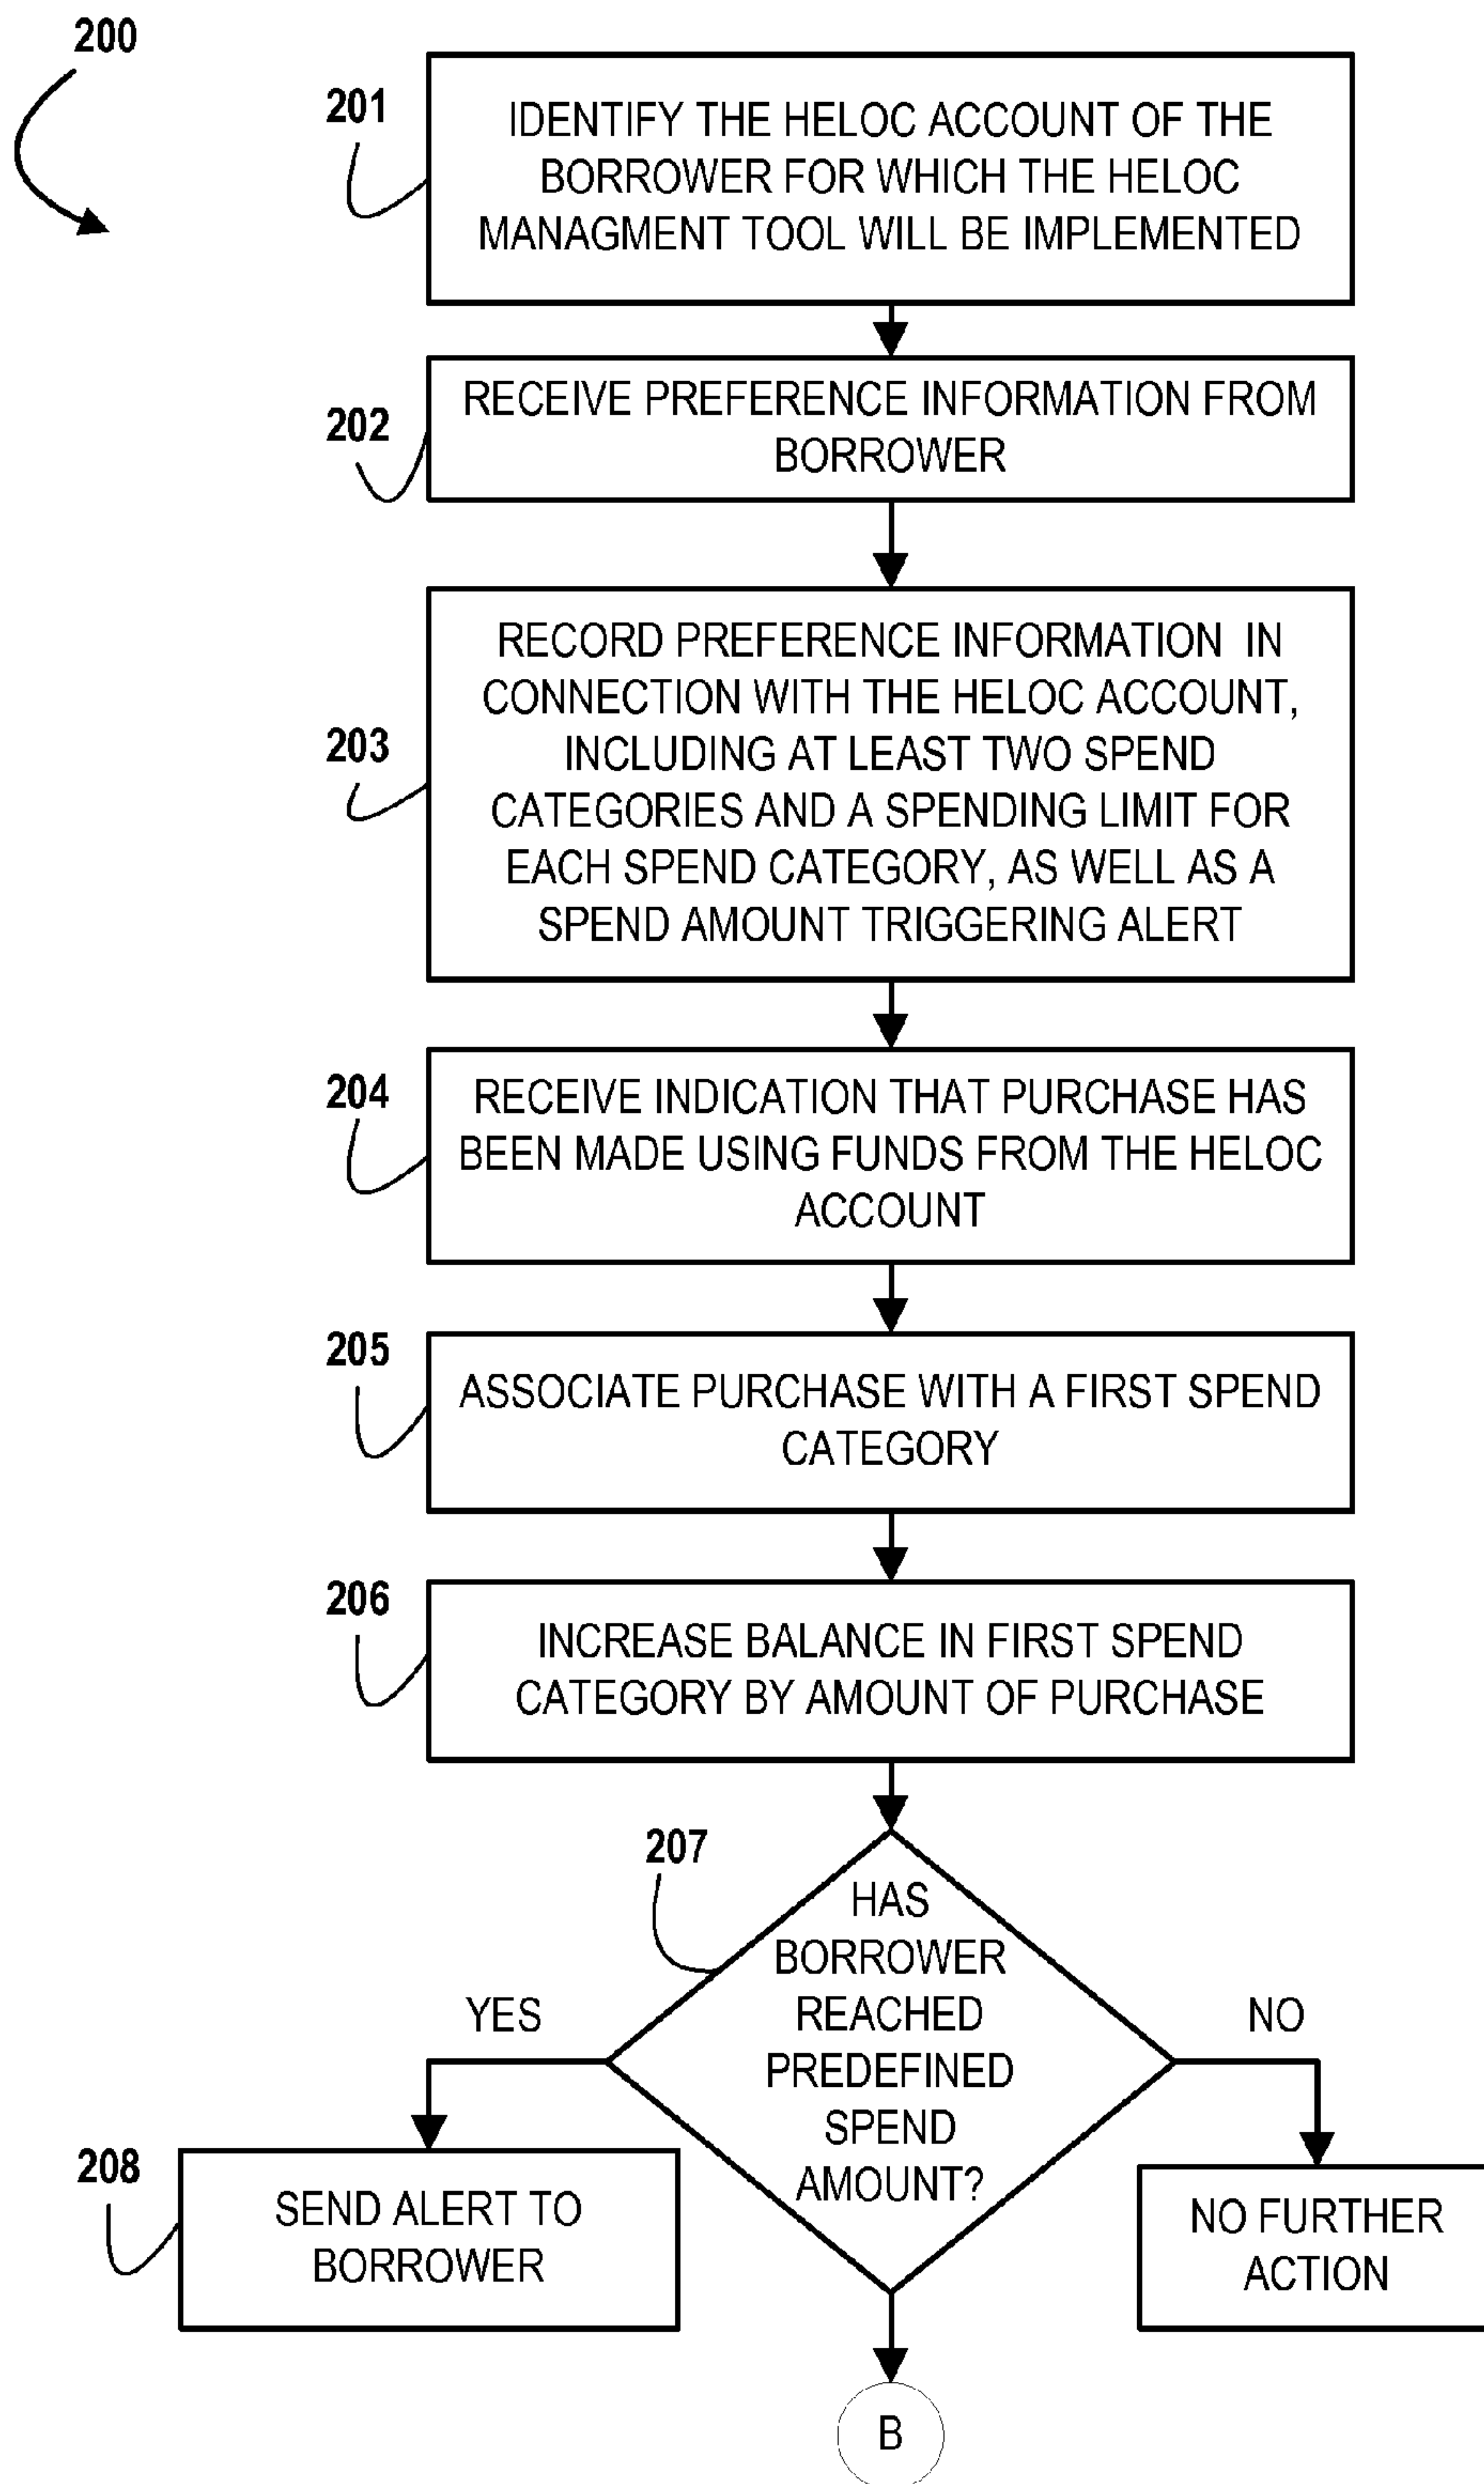 200
201
IDENTIFY THE HELOC ACCOUNT OF THE
BORROWER FOR WHICH THE HELOC
MANAGMENT TOOL WILL BE IMPLEMENTED
202
RECEIVE PREFERENCE INFORMATION FROM
BORROWER
203
RECORD PREFERENCE INFORMATION IN
CONNECTION WITH THE HELOC ACCOUNT,
INCLUDING AT LEAST TWO SPEND
CATEGORIES AND A SPENDING LIMIT FOR
EACH SPEND CATEGORY, AS WELL AS A
SPEND AMOUNT TRIGGERING ALERT
204
RECEIVE INDICATION THAT PURCHASE HAS
BEEN MADE USING FUNDS FROM THE HELOC
ACCOUNT
205
ASSOCIATE PURCHASE WITH A FIRST SPEND
CATEGORY
206
INCREASE BALANCE IN FIRST SPEND
CATEGORY BY AMOUNT OF PURCHASE
207
HAS
BORROWER
REACHED
PREDEFINED
SPEND
AMOUNT?
YES
NO
208
SEND ALERT TO
BORROWER
NO FURTHER
ACTION
B